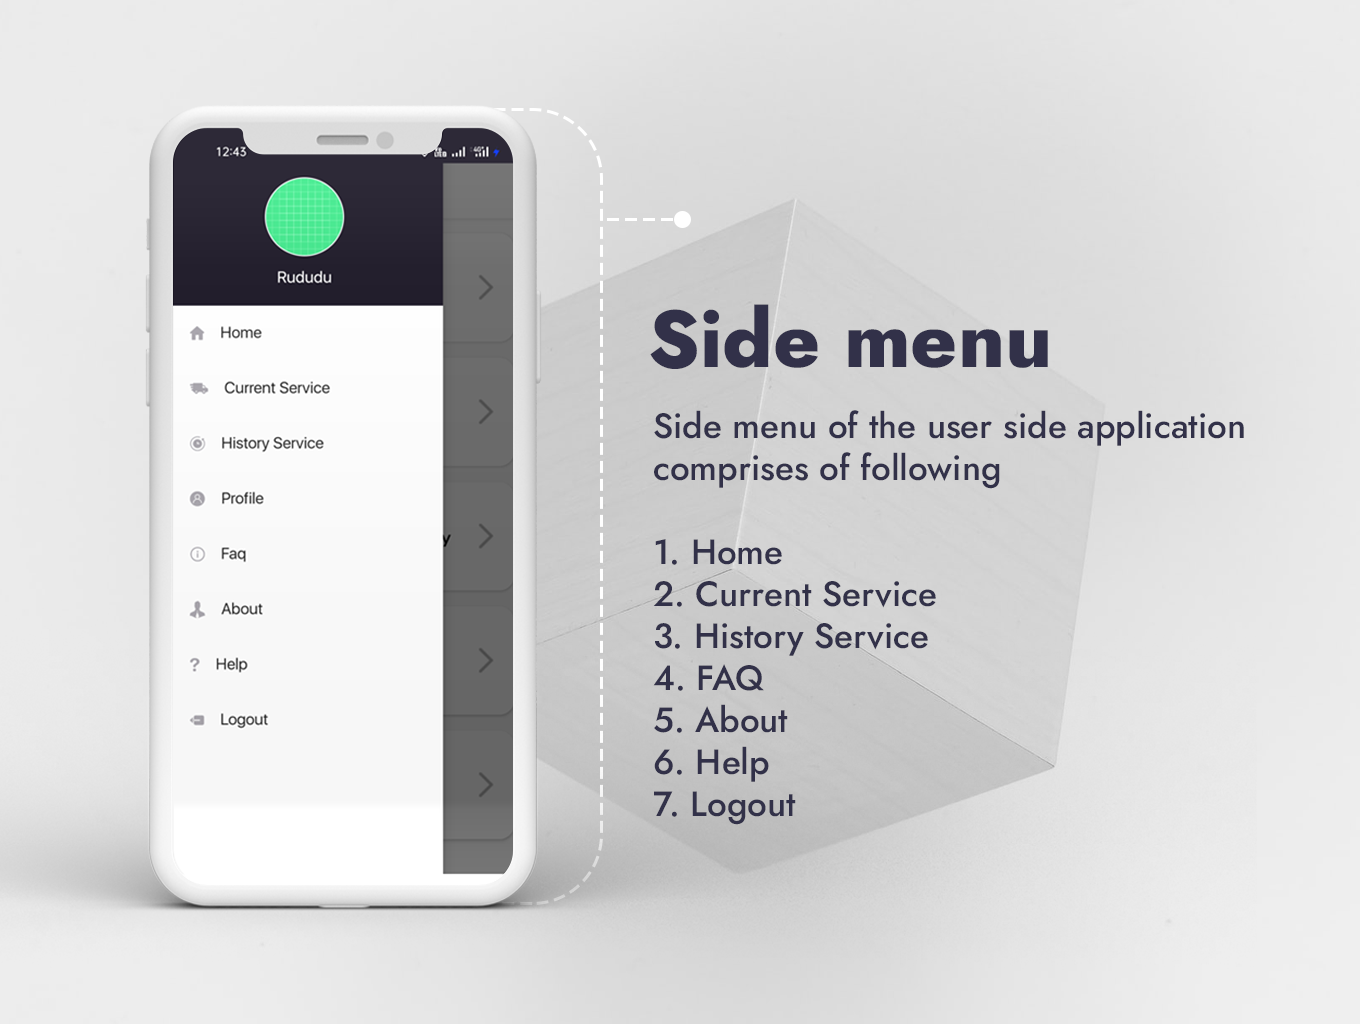 12:43
Rududu
Home
Current Service
History Service
Profile
Faq
About
Help
Logout
y
Side menu
Side menu of the user side application
comprises of following
1. Home
2. Current Service
3. History Service
4. FAQ
5. About
6. Help
7. Logout